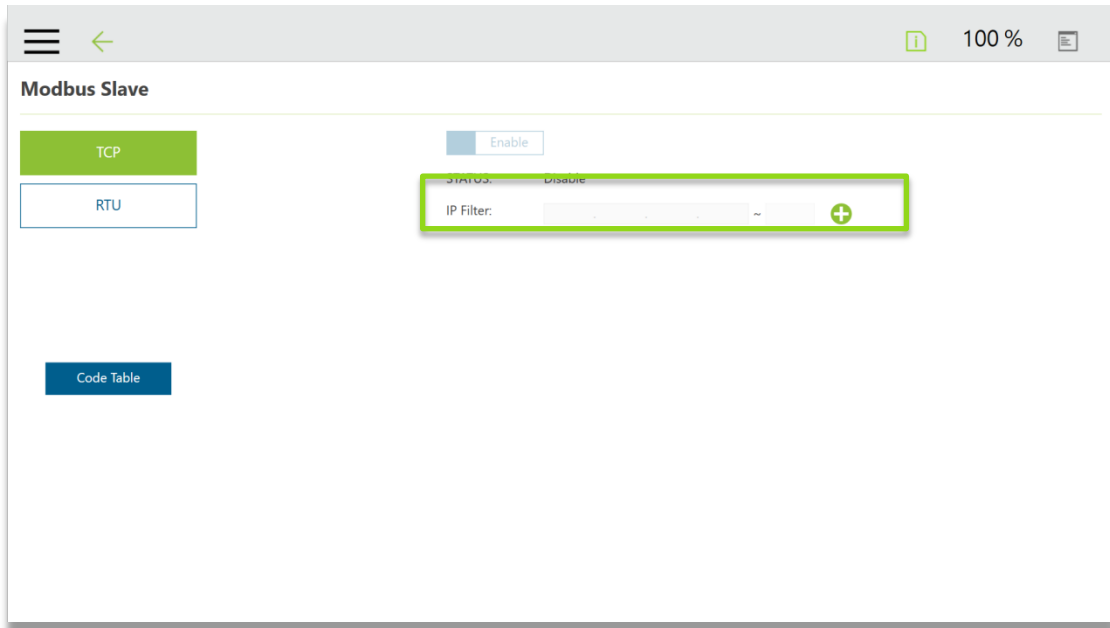 100 %
Modbus Slave
TCP
Enable
STATUS: Disable
RTU
IP Filter: . . . ~
Code Table